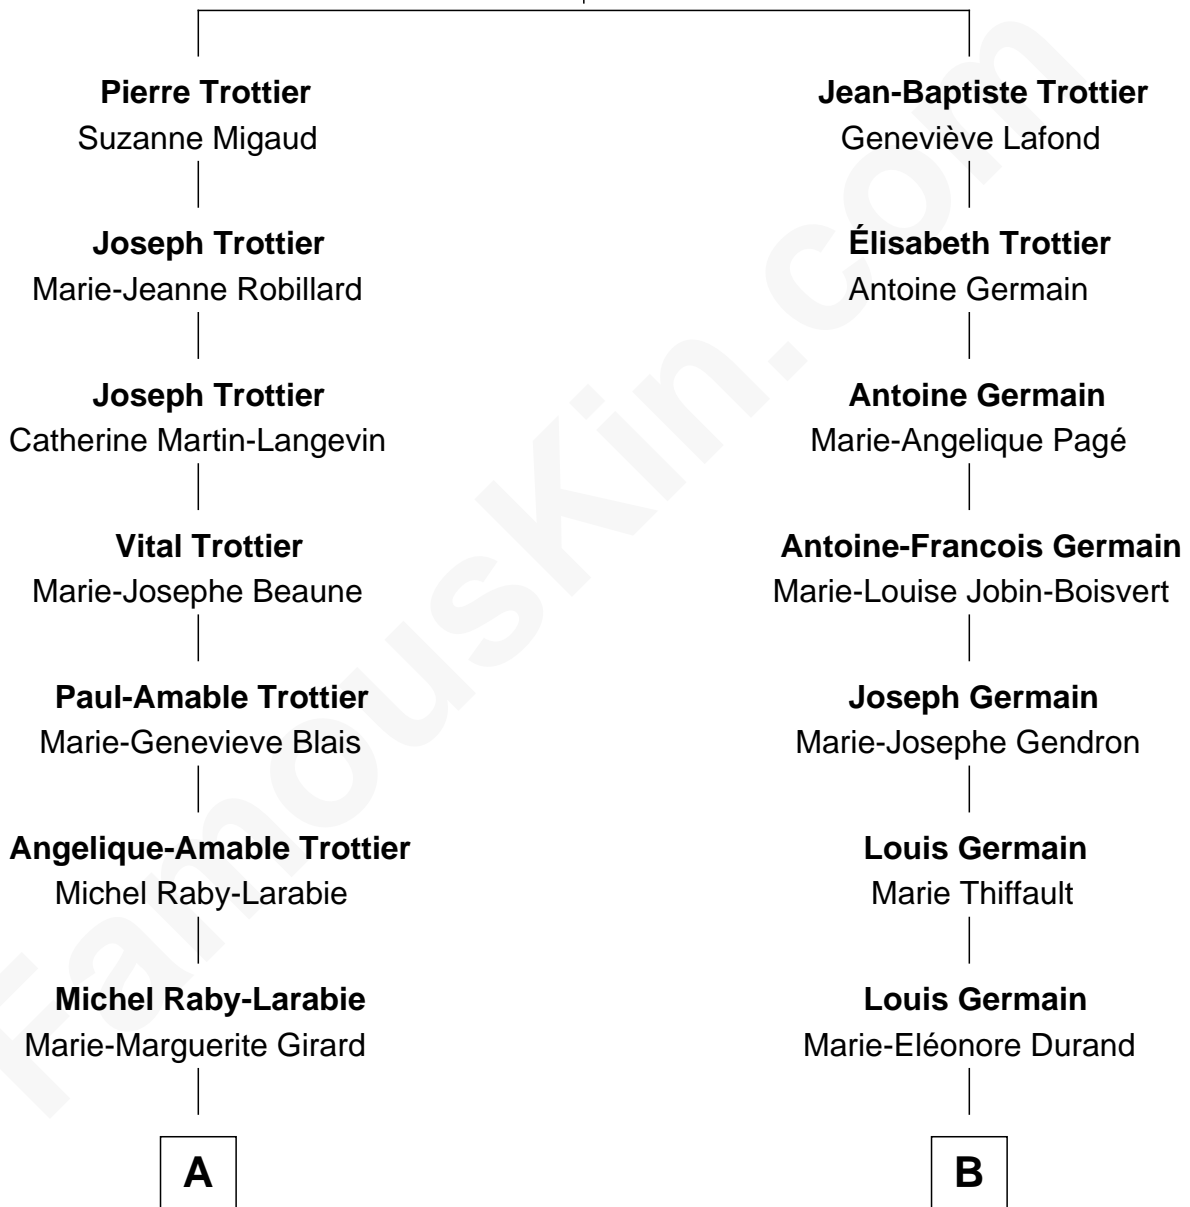 Pierre Trottier
Suzanne Migaud
Joseph Trottier
Marie-Jeanne Robillard
Joseph Trottier
Catherine Martin-Langevin
Vital Trottier
Marie-Josephe Beaune
Paul-Amable Trottier
Marie-Genevieve Blais
Angelique-Amable Trottier
Michel Raby-Larabie
Michel Raby-Larabie
Marie-Marguerite Girard
A
Jean-Baptiste Trottier
Geneviève Lafond
Élisabeth Trottier
Antoine Germain
Antoine Germain
Marie-Angelique Pagé
Antoine-Francois Germain
Marie-Louise Jobin-Boisvert
Joseph Germain
Marie-Josephe Gendron
Louis Germain
Marie Thiffault
Louis Germain
Marie-Eléonore Durand
B
FamousKin.com